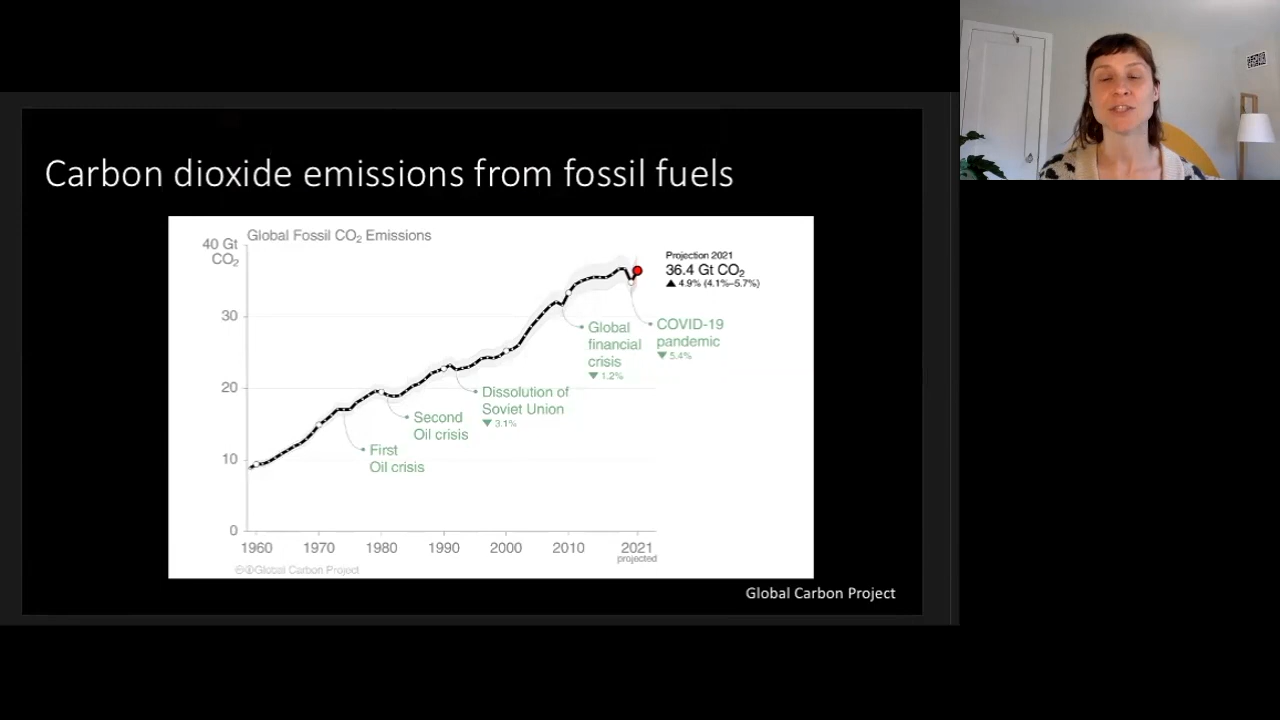 Carbon dioxide emissions from fossil fuels
Global Fossil CO₂ Emissions
40 Gt
CO₂
30
20
10
0
1960 1970 1980 1990 2000 2010 2021
projected
Projection 2021
36.4 Gt CO₂
▲ 4.9% (4.1%–5.7%)
First
Oil crisis
Second
Oil crisis
Dissolution of
Soviet Union
▼ 3.1%
Global
financial
crisis
▼ 1.2%
COVID-19
pandemic
▼ 5.4%
Global Carbon Project
Global Carbon Project